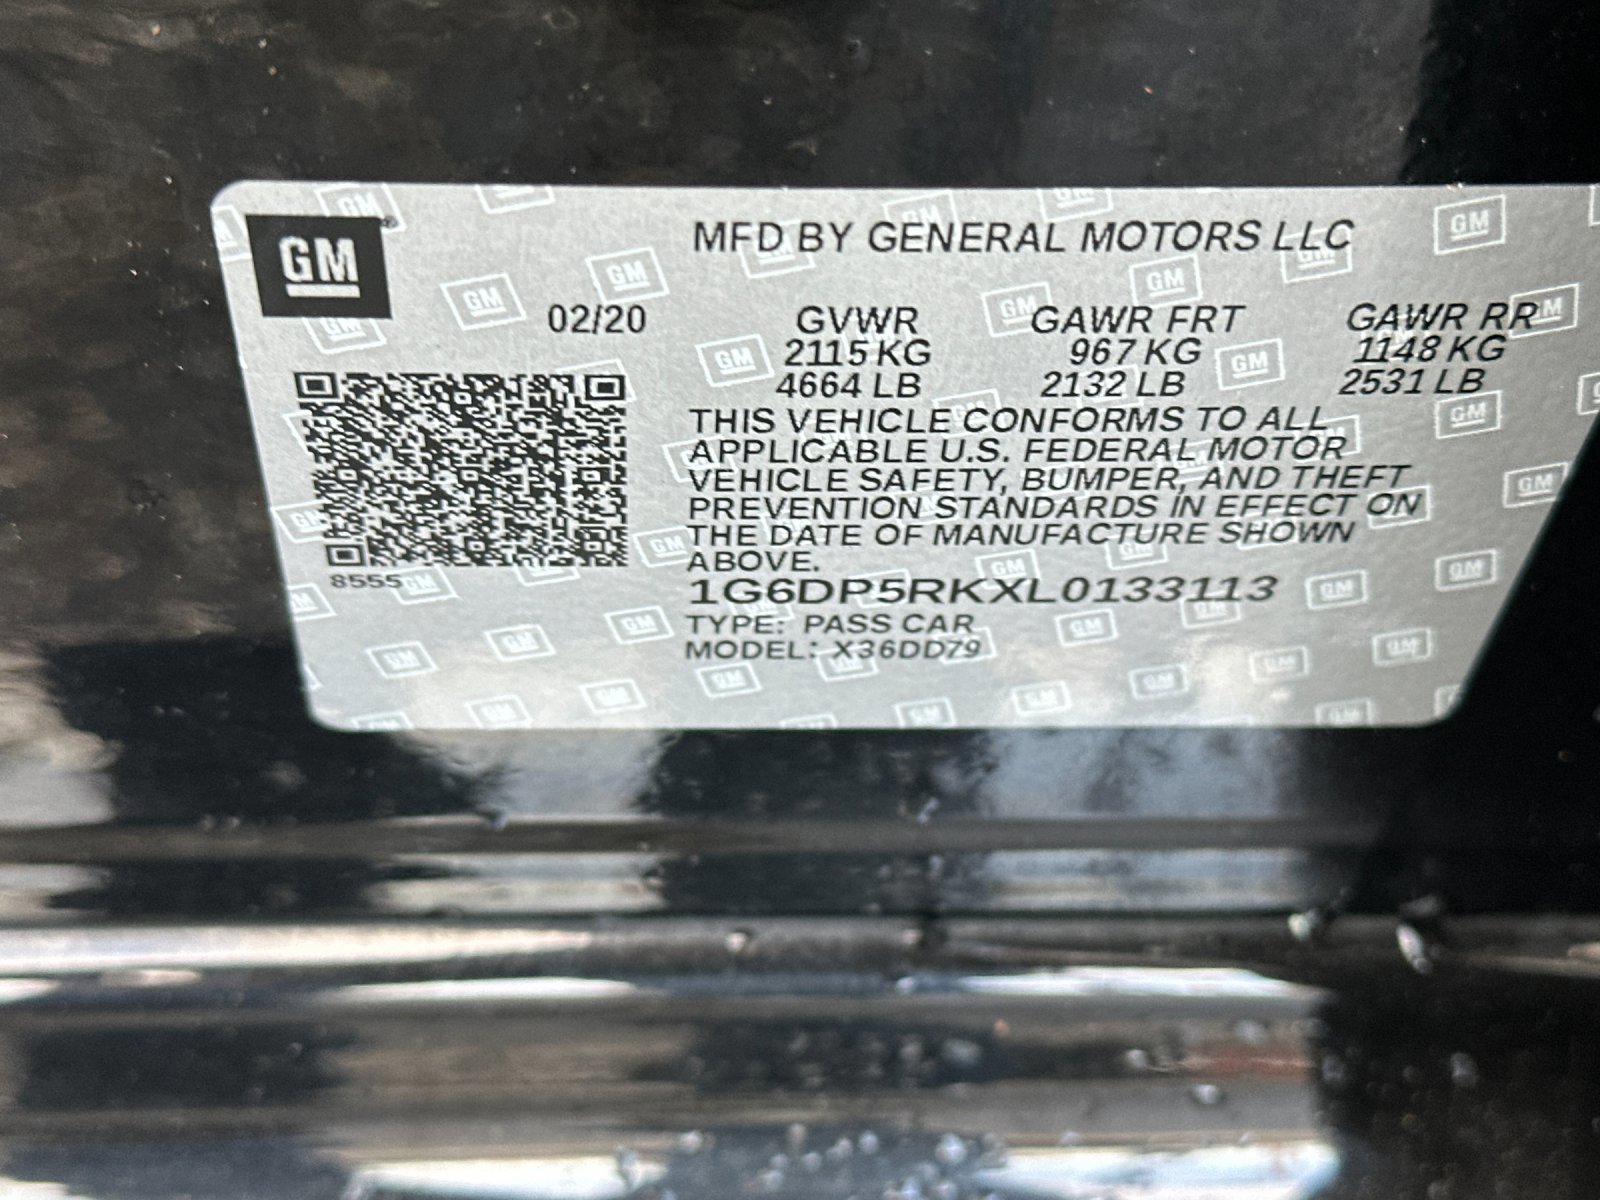 GM
MFD BY GENERAL MOTORS LLC
02/20
GVWR GAWR FRT GAWR RR
2115 KG 967 KG 1148 KG
4664 LB 2132 LB 2531 LB
THIS VEHICLE CONFORMS TO ALL
APPLICABLE U.S. FEDERAL MOTOR
VEHICLE SAFETY, BUMPER, AND THEFT
PREVENTION STANDARDS IN EFFECT ON
THE DATE OF MANUFACTURE SHOWN
ABOVE.
8555
1G6DP5RKXL0133113
TYPE: PASS CAR
MODEL: X36DD79